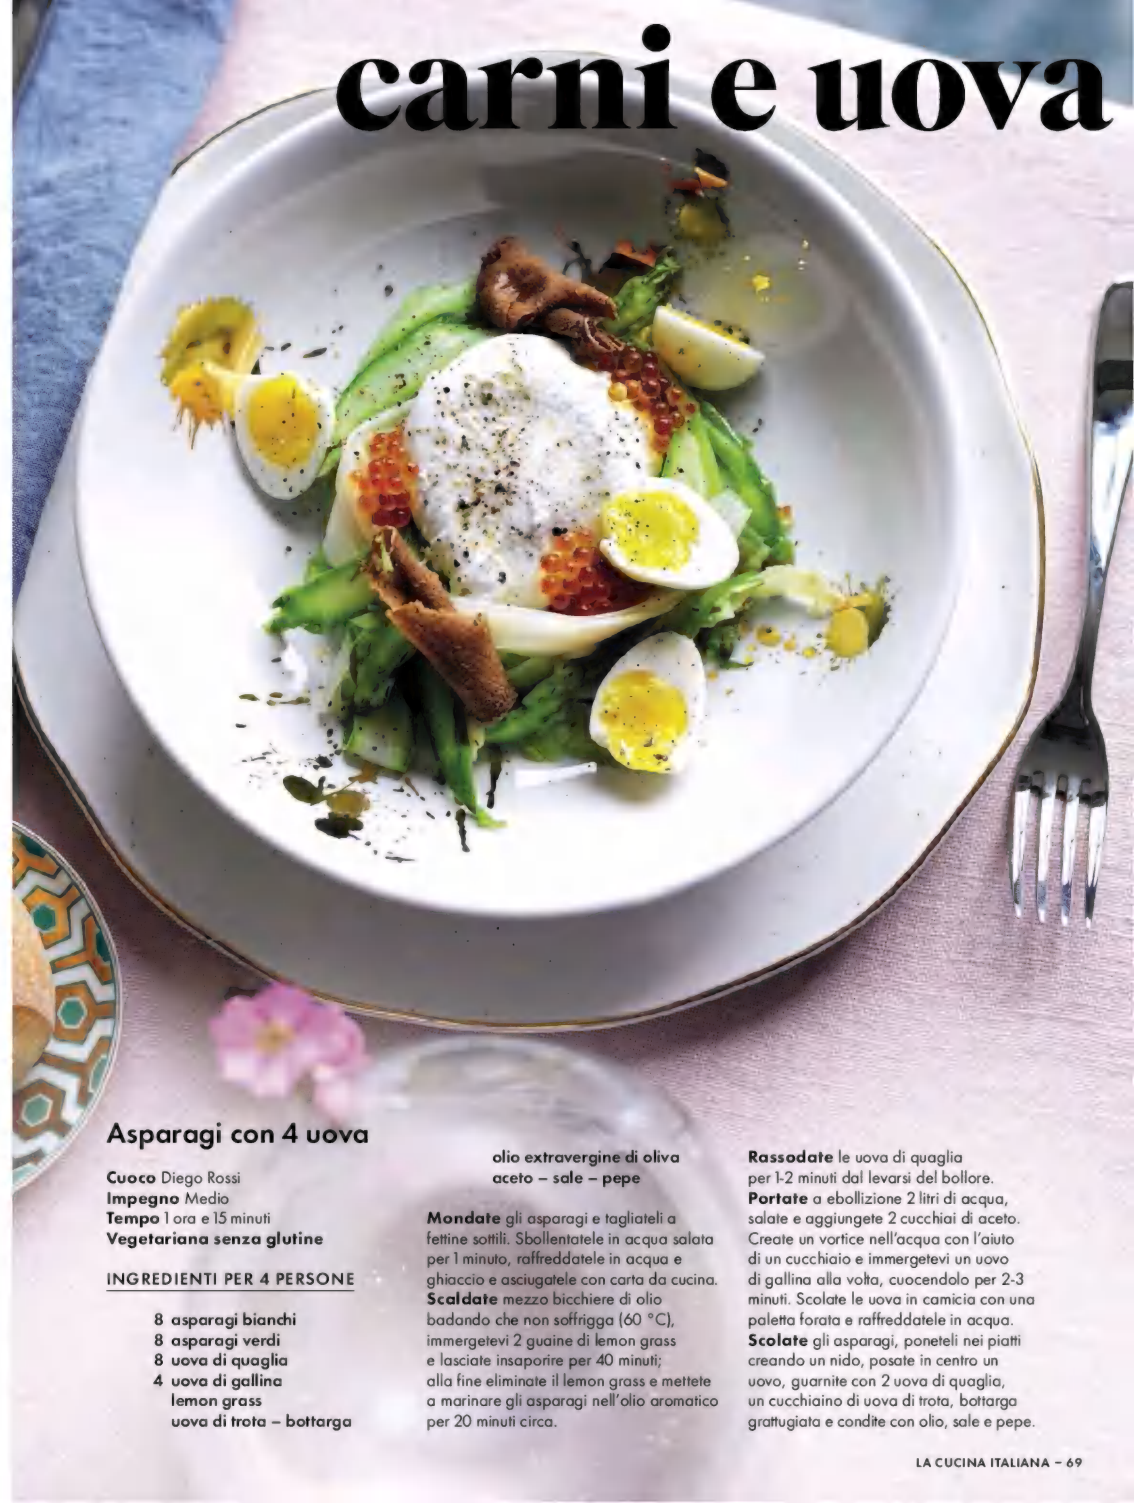 carni e uova
Asparagi con 4 uova
Cuoco Diego Rossi
Impegno Medio
Tempo 1 ora e 15 minuti
Vegetariana senza glutine
INGREDIENTI PER 4 PERSONE
8 asparagi bianchi
8 asparagi verdi
8 uova di quaglia
4 uova di gallina
lemon grass
uova di trota – bottarga
olio extravergine di oliva
aceto – sale – pepe
Mondate gli asparagi e tagliateli a
fettine sottili. Sbollentatele in acqua salata
per 1 minuto, raffreddatele in acqua e
ghiaccio e asciugatele con carta da cucina.
Scaldate mezzo bicchiere di olio
badando che non soffrigga (60 °C),
immergetevi 2 guaine di lemon grass
e lasciate insaporire per 40 minuti;
alla fine eliminate il lemon grass e mettete
a marinare gli asparagi nell'olio aromatico
per 20 minuti circa.
Rassodate le uova di quaglia
per 1-2 minuti dal levarsi del bollore.
Portate a ebollizione 2 litri di acqua,
salate e aggiungete 2 cucchiai di aceto.
Create un vortice nell'acqua con l'aiuto
di un cucchiaio e immergetevi un uovo
di gallina alla volta, cuocendolo per 2-3
minuti. Scolate le uova in camicia con una
paletta forata e raffreddatele in acqua.
Scolate gli asparagi, poneteli nei piatti
creando un nido, posate in centro un
uovo, guarnite con 2 uova di quaglia,
un cucchiaino di uova di trota, bottarga
grattugiata e condite con olio, sale e pepe.
LA CUCINA ITALIANA – 69